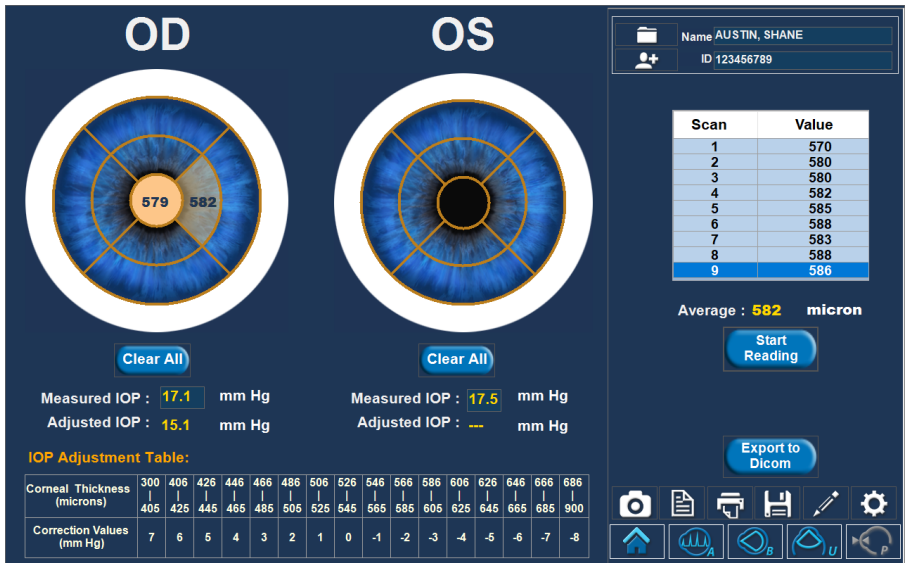 OD
OS
579
582
Clear All
Clear All
Measured IOP : 17.1 mm Hg
Adjusted IOP : 15.1 mm Hg
Measured IOP : 17.5 mm Hg
Adjusted IOP : --- mm Hg
IOP Adjustment Table:
Corneal Thickness (microns) 300 | 405 406 | 425 426 | 445 446 | 465 466 | 485 486 | 505 506 | 525 526 | 545 546 | 565 566 | 585 586 | 605 606 | 625 626 | 645 646 | 665 666 | 685 686 | 900
Correction Values (mm Hg) 7 6 5 4 3 2 1 0 -1 -2 -3 -4 -5 -6 -7 -8
Name AUSTIN, SHANE
ID 123456789
Scan Value
1 570
2 580
3 580
4 582
5 585
6 588
7 583
8 588
9 586
Average : 582 micron
Start
Reading
Export to
Dicom
A
B
U
P